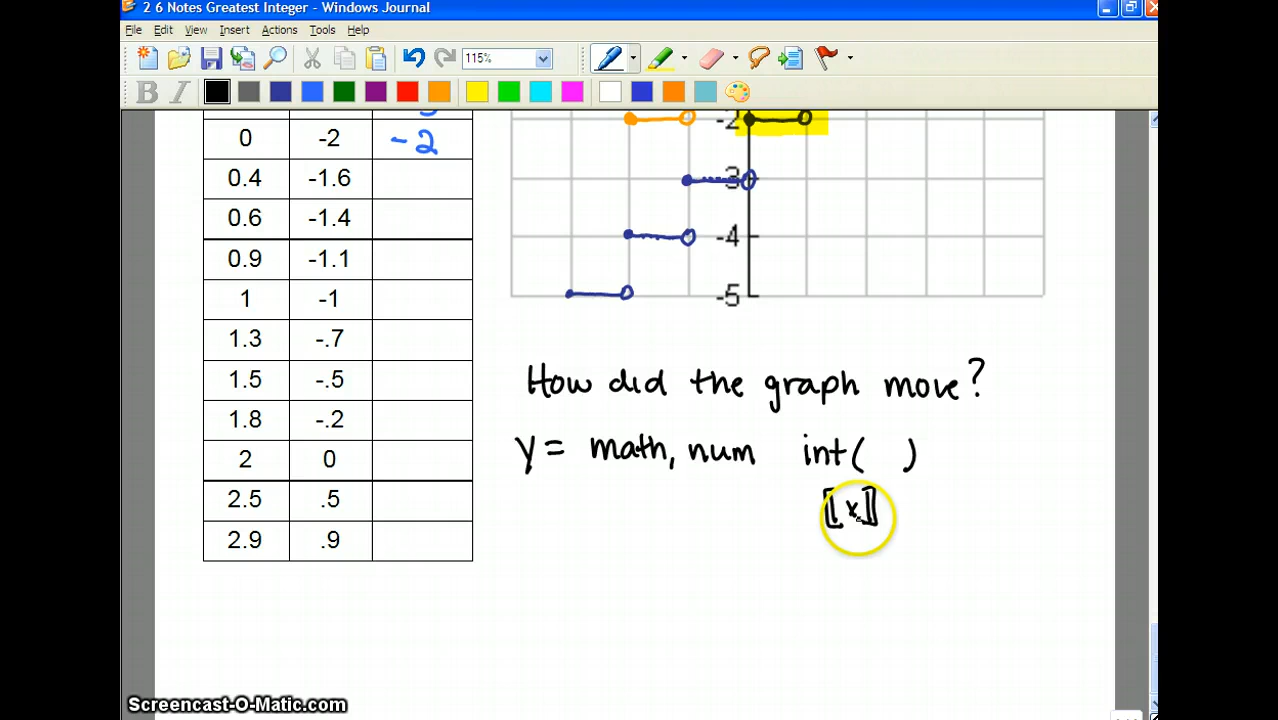 2 6 Notes Greatest Integer - Windows Journal
File Edit View Insert Actions Tools Help
115%
B I
0 -2 -2
0.4 -1.6
0.6 -1.4
0.9 -1.1
1 -1
1.3 -.7
1.5 -.5
1.8 -.2
2 0
2.5 .5
2.9 .9
-2
-3
-4
-5
How did the graph move?
y= math, num int( )
[[x]]
Screencast-O-Matic.com